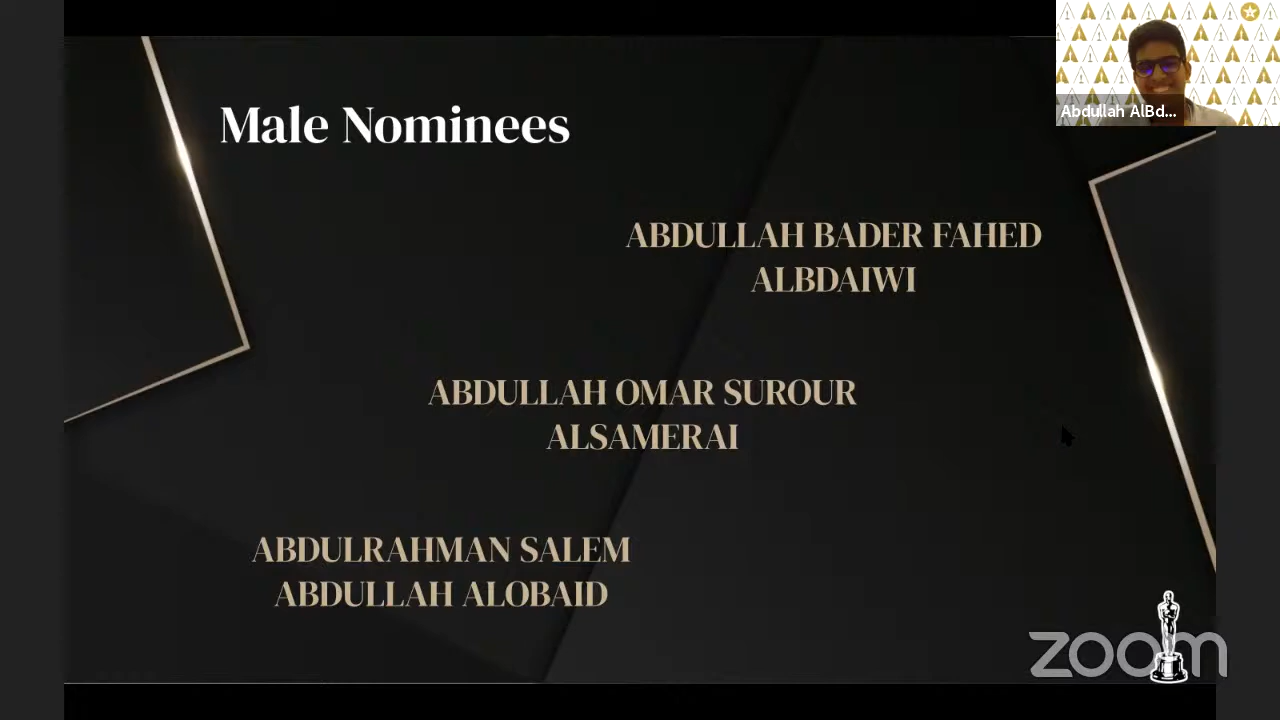 Male Nominees
Abdullah AlBd...
ABDULLAH BADER FAHED
ALBDAIWI
ABDULLAH OMAR SUROUR
ALSAMERAI
ABDULRAHMAN SALEM
ABDULLAH ALOBAID
zoom